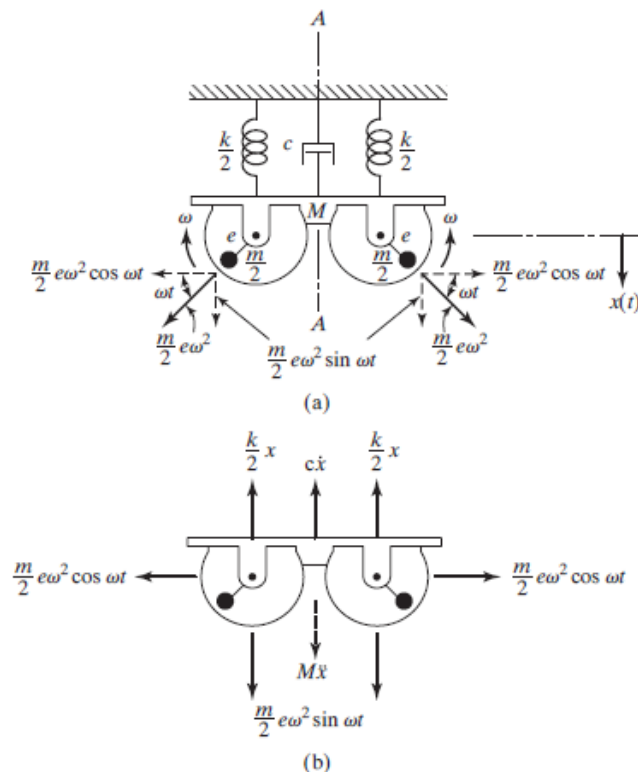 A
k/2
c
k/2
M
ω
e
m/2
e
m/2
ω
m/2 eω² cos ωt
ωt
m/2 eω²
A
m/2 eω² sin ωt
ωt
m/2 eω²
m/2 eω² cos ωt
x(t)
(a)
k/2 x
cẋ
k/2 x
m/2 eω² cos ωt
m/2 eω² cos ωt
Mẍ
m/2 eω² sin ωt
(b)